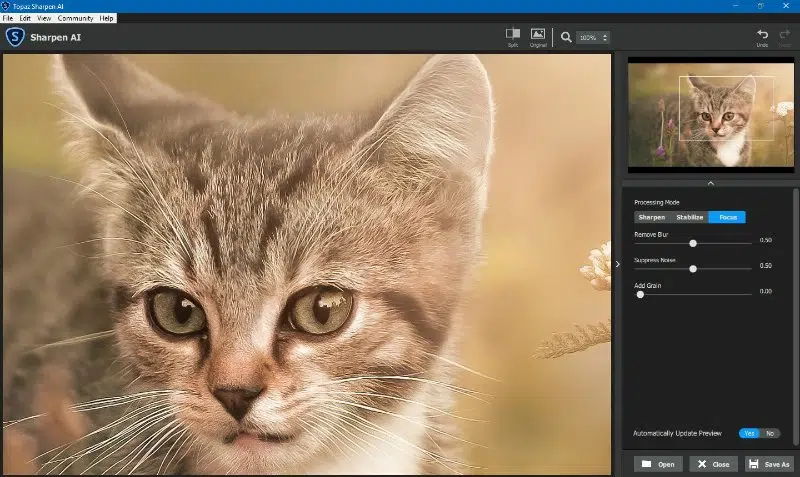 Topaz Sharpen AI
File Edit View Community Help
Sharpen AI
Split
Original
100%
Undo
Processing Mode
Sharpen Stabilize Focus
Remove Blur
0.50
Suppress Noise
0.50
Add Grain
0.00
Automatically Update Preview Yes No
Open Close Save As